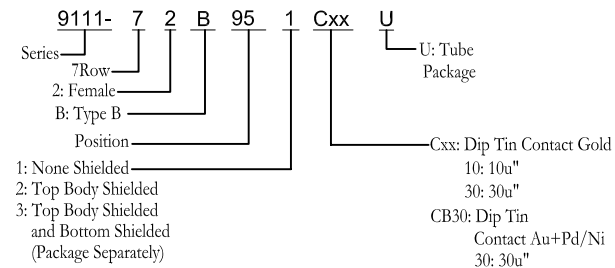 9111- 7 2 B 95 1 Cxx U
Series
7Row
2: Female
B: Type B
Position
1: None Shielded
2: Top Body Shielded
3: Top Body Shielded
and Bottom Shielded
(Package Separately)
U: Tube
Package
Cxx: Dip Tin Contact Gold
10: 10u"
30: 30u"
CB30: Dip Tin
Contact Au+Pd/Ni
30: 30u"